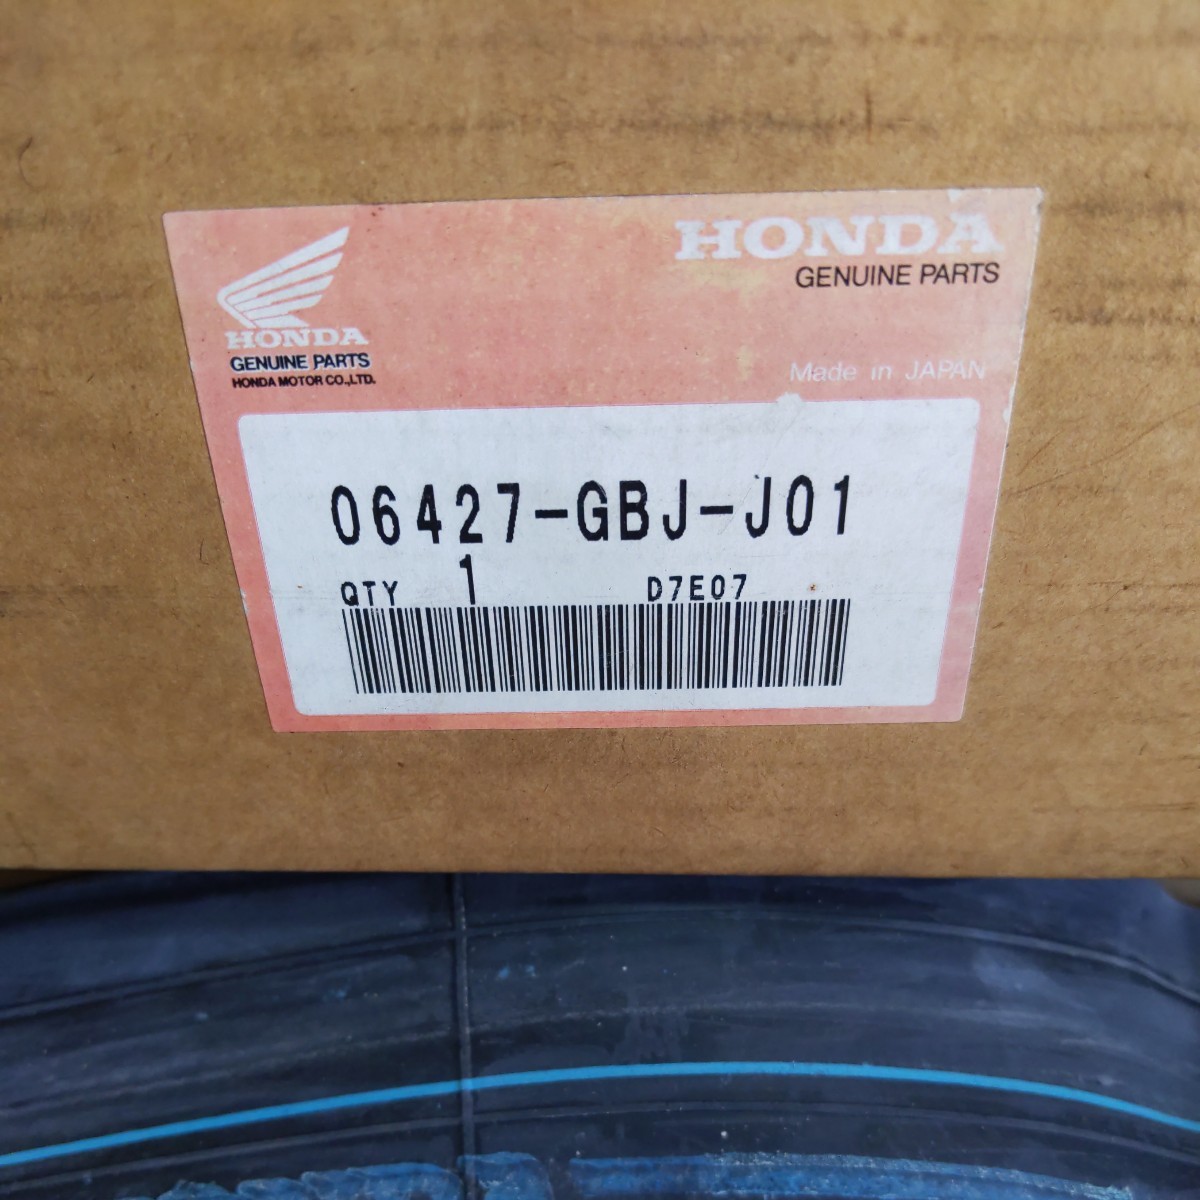 HONDA
GENUINE PARTS
HONDA MOTOR CO.,LTD.
HONDA
GENUINE PARTS
Made in JAPAN
06427-GBJ-J01
QTY 1 D7E07